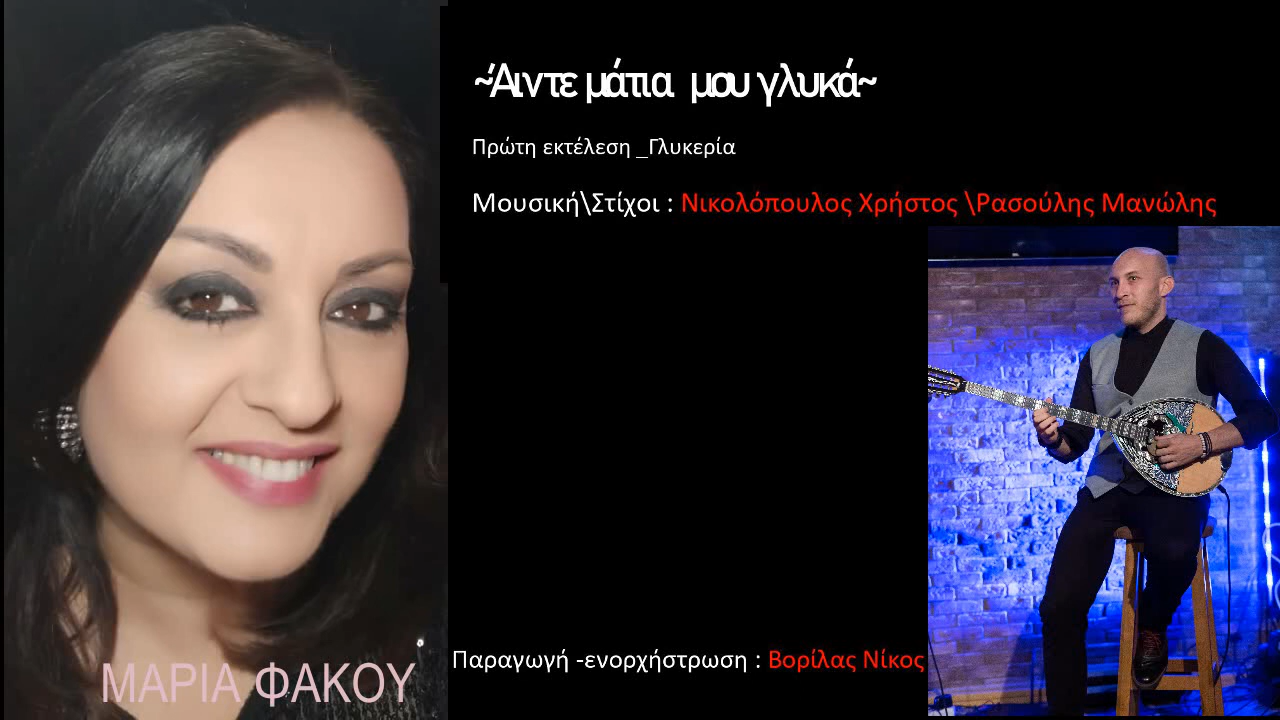 ~Άιντε μάτια μου γλυκά~
Πρώτη εκτέλεση _Γλυκερία
Μουσική\Στίχοι : Νικολόπουλος Χρήστος \Ρασούλης Μανώλης
Παραγωγή -ενορχήστρωση : Βορίλας Νίκος
ΜΑΡΙΑ ΦΑΚΟΥ